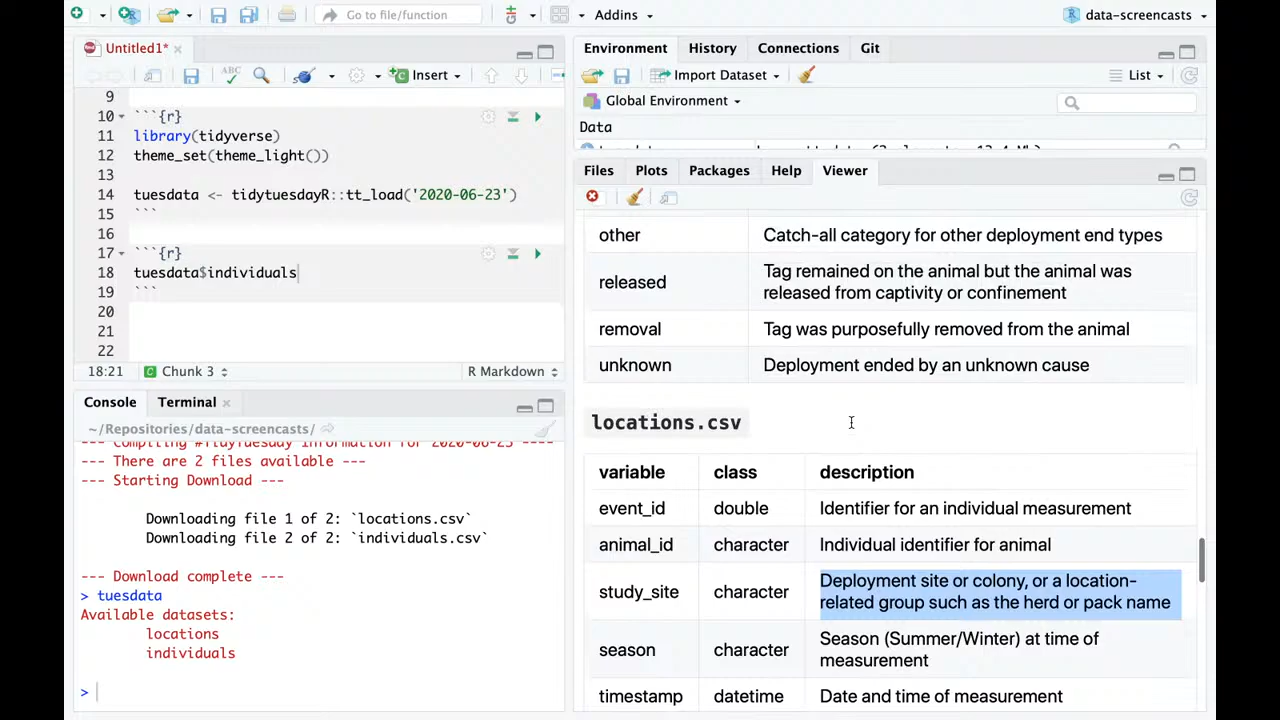 Go to file/function
Addins
data-screencasts
Untitled1*
ABC
Insert
9
10 ```{r}
11 library(tidyverse)
12 theme_set(theme_light())
13
14 tuesdata <- tidytuesdayR::tt_load('2020-06-23')
15 ```
16
17 ```{r}
18 tuesdata$individuals
19 ```
20
21
22
18:21 Chunk 3 R Markdown
Console Terminal
~/Repositories/data-screencasts/
--- Compiling #TidyTuesday Information for 2020-06-23 ----
--- There are 2 files available ---
--- Starting Download ---
Downloading file 1 of 2: `locations.csv`
Downloading file 2 of 2: `individuals.csv`
--- Download complete ---
> tuesdata
Available datasets:
locations
individuals
>
Environment History Connections Git
Import Dataset List
Global Environment
Data
Files Plots Packages Help Viewer
other Catch-all category for other deployment end types
released Tag remained on the animal but the animal was
released from captivity or confinement
removal Tag was purposefully removed from the animal
unknown Deployment ended by an unknown cause
locations.csv
variable class description
event_id double Identifier for an individual measurement
animal_id character Individual identifier for animal
study_site character Deployment site or colony, or a location-
related group such as the herd or pack name
season character Season (Summer/Winter) at time of
measurement
timestamp datetime Date and time of measurement